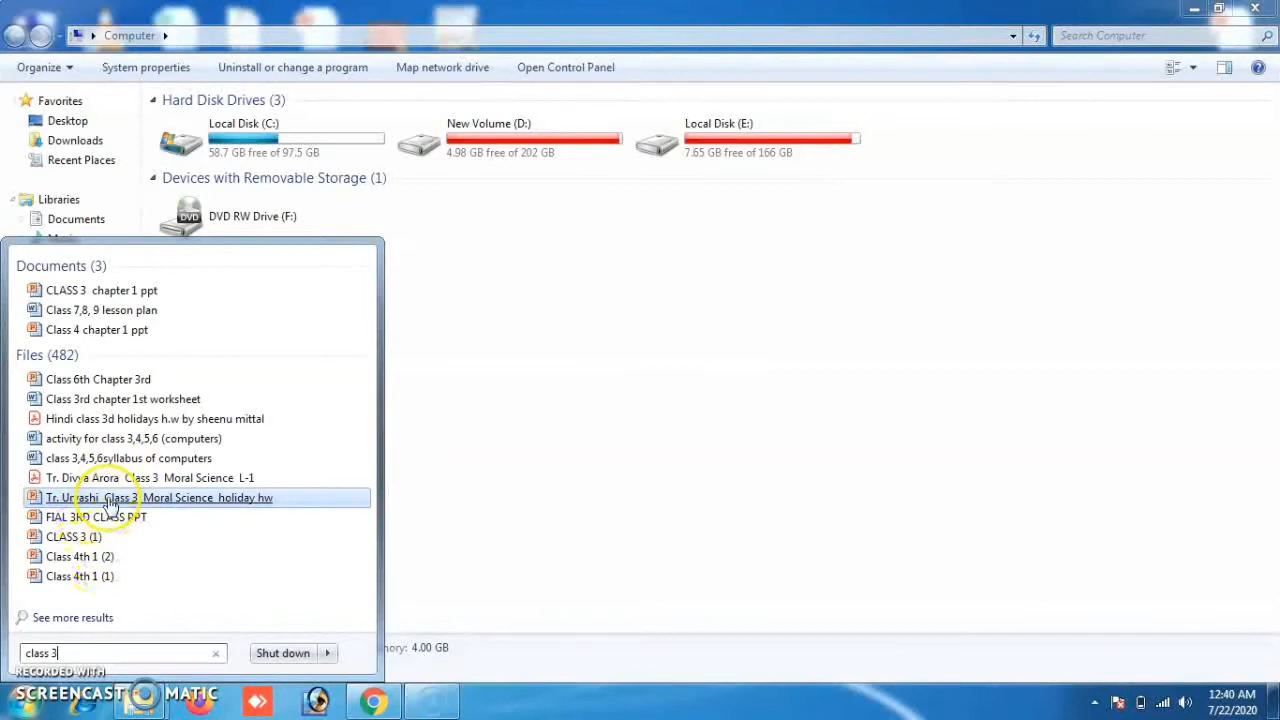 Computer
Search Computer
Organize
System properties
Uninstall or change a program
Map network drive
Open Control Panel
Favorites
Desktop
Downloads
Recent Places
Libraries
Documents
Hard Disk Drives (3)
Local Disk (C:)
58.7 GB free of 97.5 GB
New Volume (D:)
4.98 GB free of 202 GB
Local Disk (E:)
7.65 GB free of 166 GB
Devices with Removable Storage (1)
DVD
DVD RW Drive (F:)
Documents (3)
CLASS 3 chapter 1 ppt
Class 7,8, 9 lesson plan
Class 4 chapter 1 ppt
Files (482)
Class 6th Chapter 3rd
Class 3rd chapter 1st worksheet
Hindi class 3d holidays h.w by sheenu mittal
activity for class 3,4,5,6 (computers)
class 3,4,5,6syllabus of computers
Tr. Divya Arora Class 3 Moral Science L-1
Tr. Urvashi Class 3 Moral Science holiday hw
FIAL 3RD CLASS PPT
CLASS 3 (1)
Class 4th 1 (2)
Class 4th 1 (1)
See more results
class 3
Shut down
4.00 GB
RECORDED WITH
SCREENCAST MATIC
12:40 AM
7/22/2020